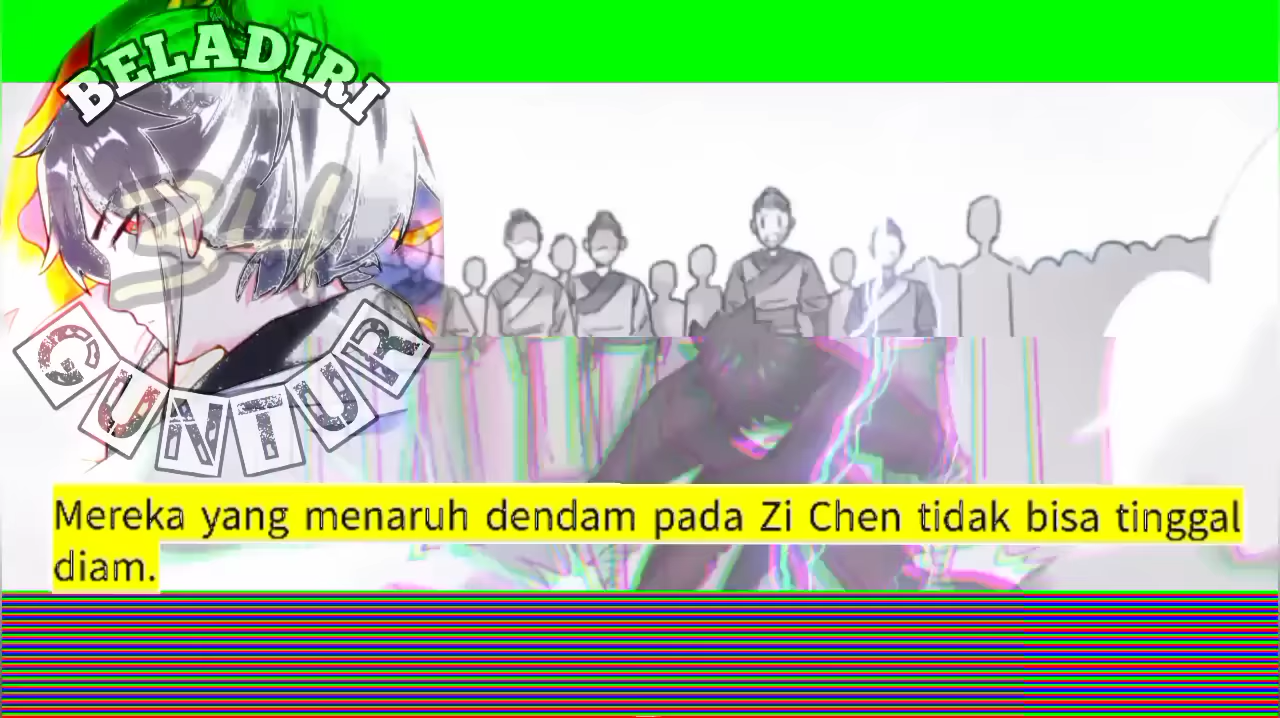 BELADIRI
GUNTUR
Mereka yang menaruh dendam pada Zi Chen tidak bisa tinggal
diam.